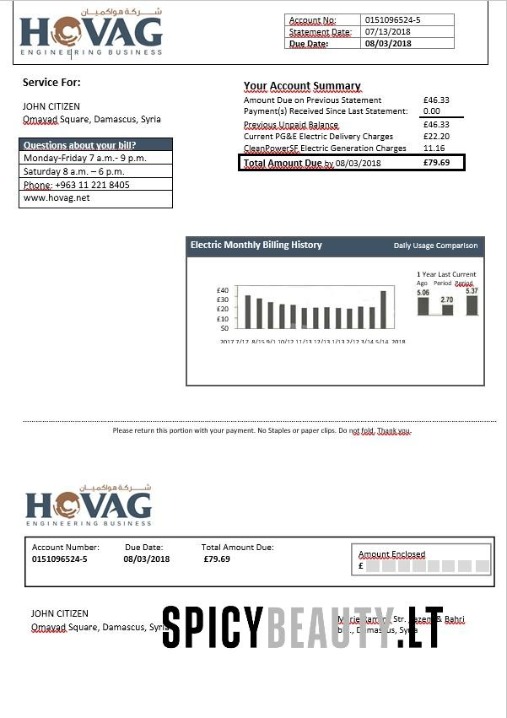 شركة هواكميان
HOVAG
ENGINEERING BUSINESS
Account No: 0151096524-5
Statement Date: 07/13/2018
Due Date: 08/03/2018
Service For:
JOHN CITIZEN
Omayad Square, Damascus, Syria
Questions about your bill?
Monday-Friday 7 a.m.- 9 p.m.
Saturday 8 a.m. – 6 p.m.
Phone: +963 11 221 8405
www.hovag.net
Your Account Summary
Amount Due on Previous Statement £46.33
Payment(s) Received Since Last Statement: 0.00
Previous Unpaid Balance £46.33
Current PG&E Electric Delivery Charges £22.20
CleanPowerSF Electric Generation Charges 11.16
Total Amount Due by 08/03/2018 £79.69
Electric Monthly Billing History
Daily Usage Comparison
1 Year Last Current
Ago Period Period
5.06 2.70 5.37
£40
£30
£20
£10
2017 7/17 8/15 9/1 10/12 11/13 12/13 1/13 2/12 3/14 5/14 2018
Please return this portion with your payment. No Staples or paper clips. Do not fold. Thank you.
شركة هواكميان
HOVAG
ENGINEERING BUSINESS
Account Number: Due Date: Total Amount Due:
0151096524-5 08/03/2018 £79.69
Amount Enclosed
£
JOHN CITIZEN
Omayad Square, Damascus, Syria
Str. & Bahri
Damascus, Syria
SPICYBEAUTY.LT